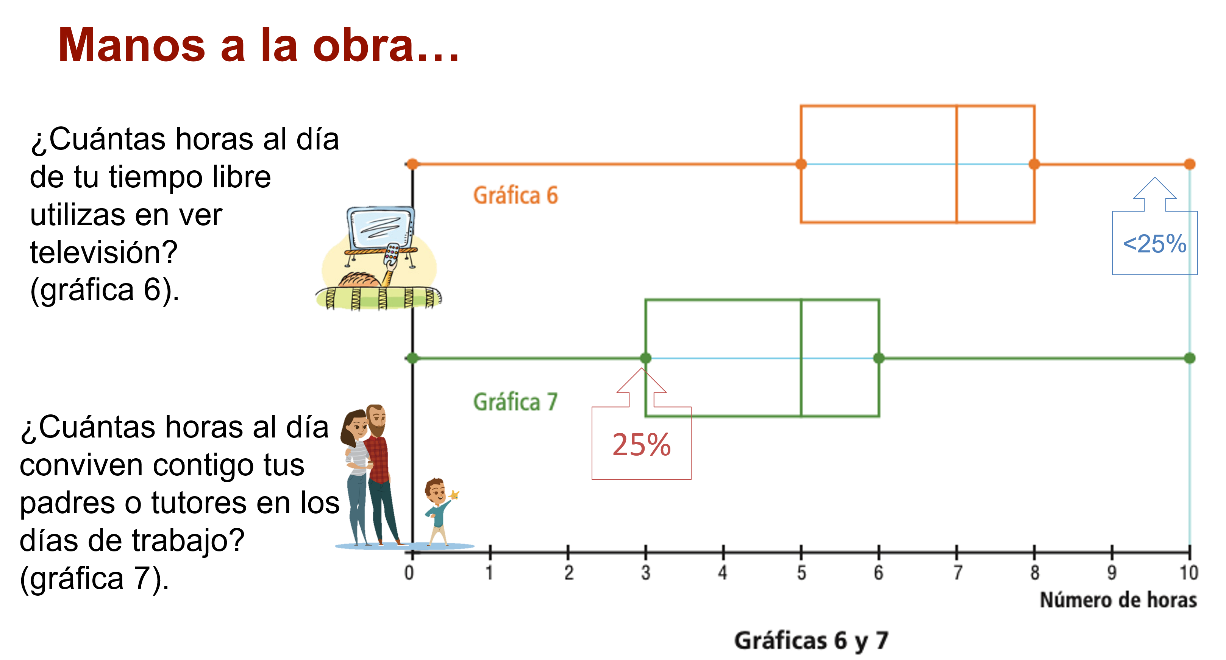 Manos a la obra…
¿Cuántas horas al día
de tu tiempo libre
utilizas en ver
televisión?
(gráfica 6).
Gráfica 6
<25%
Gráfica 7
25%
¿Cuántas horas al día
conviven contigo tus
padres o tutores en los
días de trabajo?
(gráfica 7).
0 1 2 3 4 5 6 7 8 9 10
Número de horas
Gráficas 6 y 7